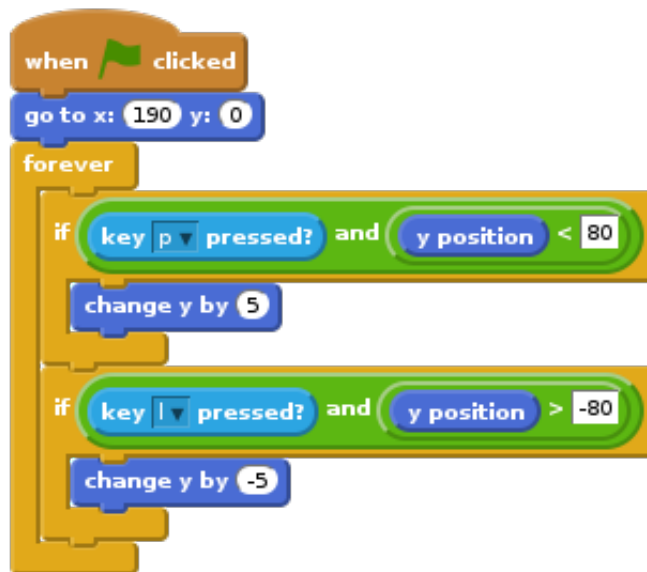 when clicked
go to x: 190 y: 0
forever
if key p pressed? and y position < 80
change y by 5
if key l pressed? and y position > -80
change y by -5